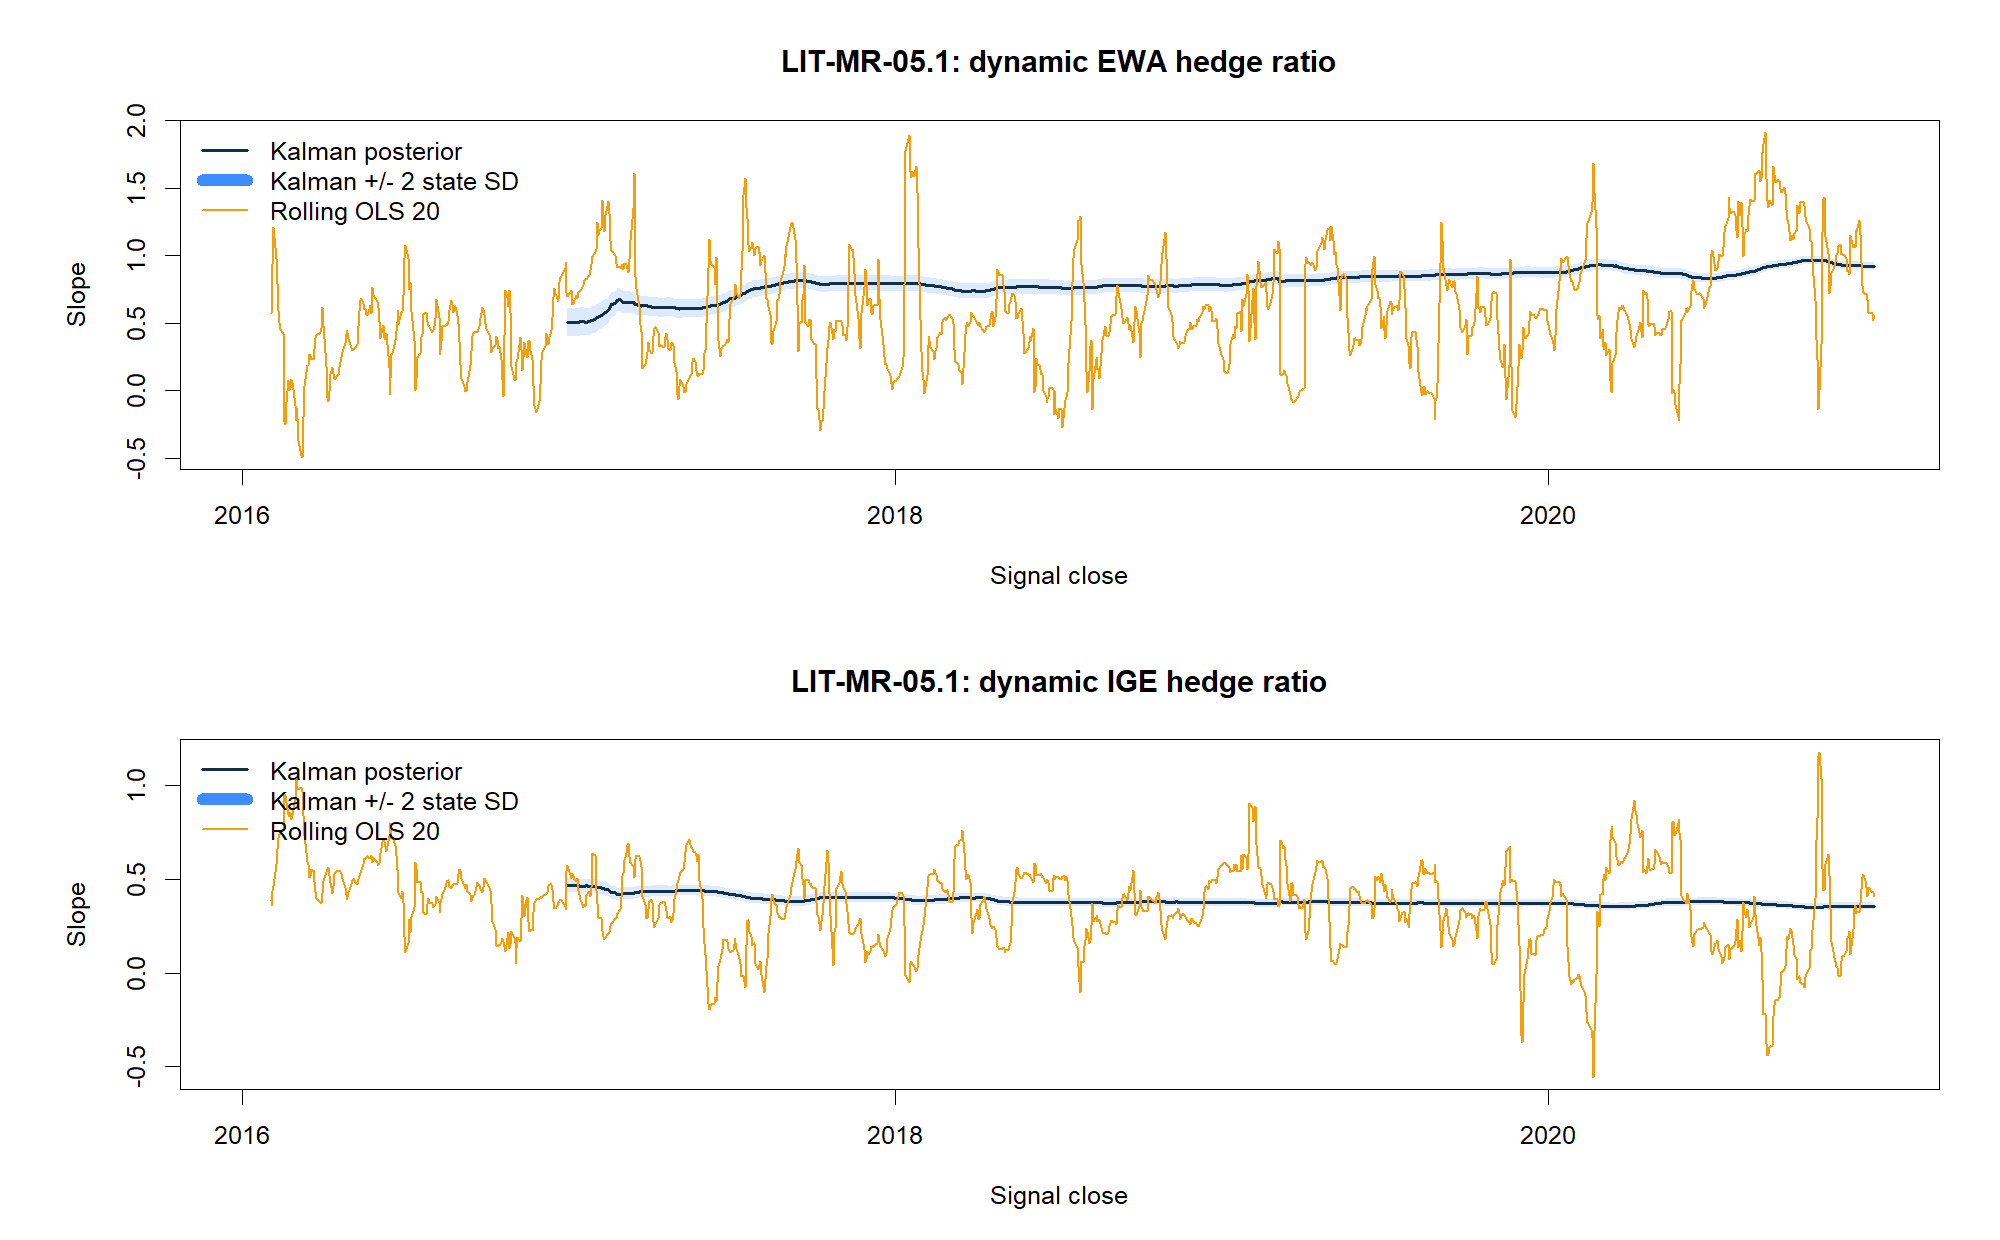 LIT-MR-05.1: dynamic EWA hedge ratio
Kalman posterior
Kalman +/- 2 state SD
Rolling OLS 20
Slope
2.0
1.5
1.0
0.5
0.0
-0.5
2016
2018
2020
Signal close
LIT-MR-05.1: dynamic IGE hedge ratio
Kalman posterior
Kalman +/- 2 state SD
Rolling OLS 20
Slope
1.0
0.5
0.0
-0.5
2016
2018
2020
Signal close